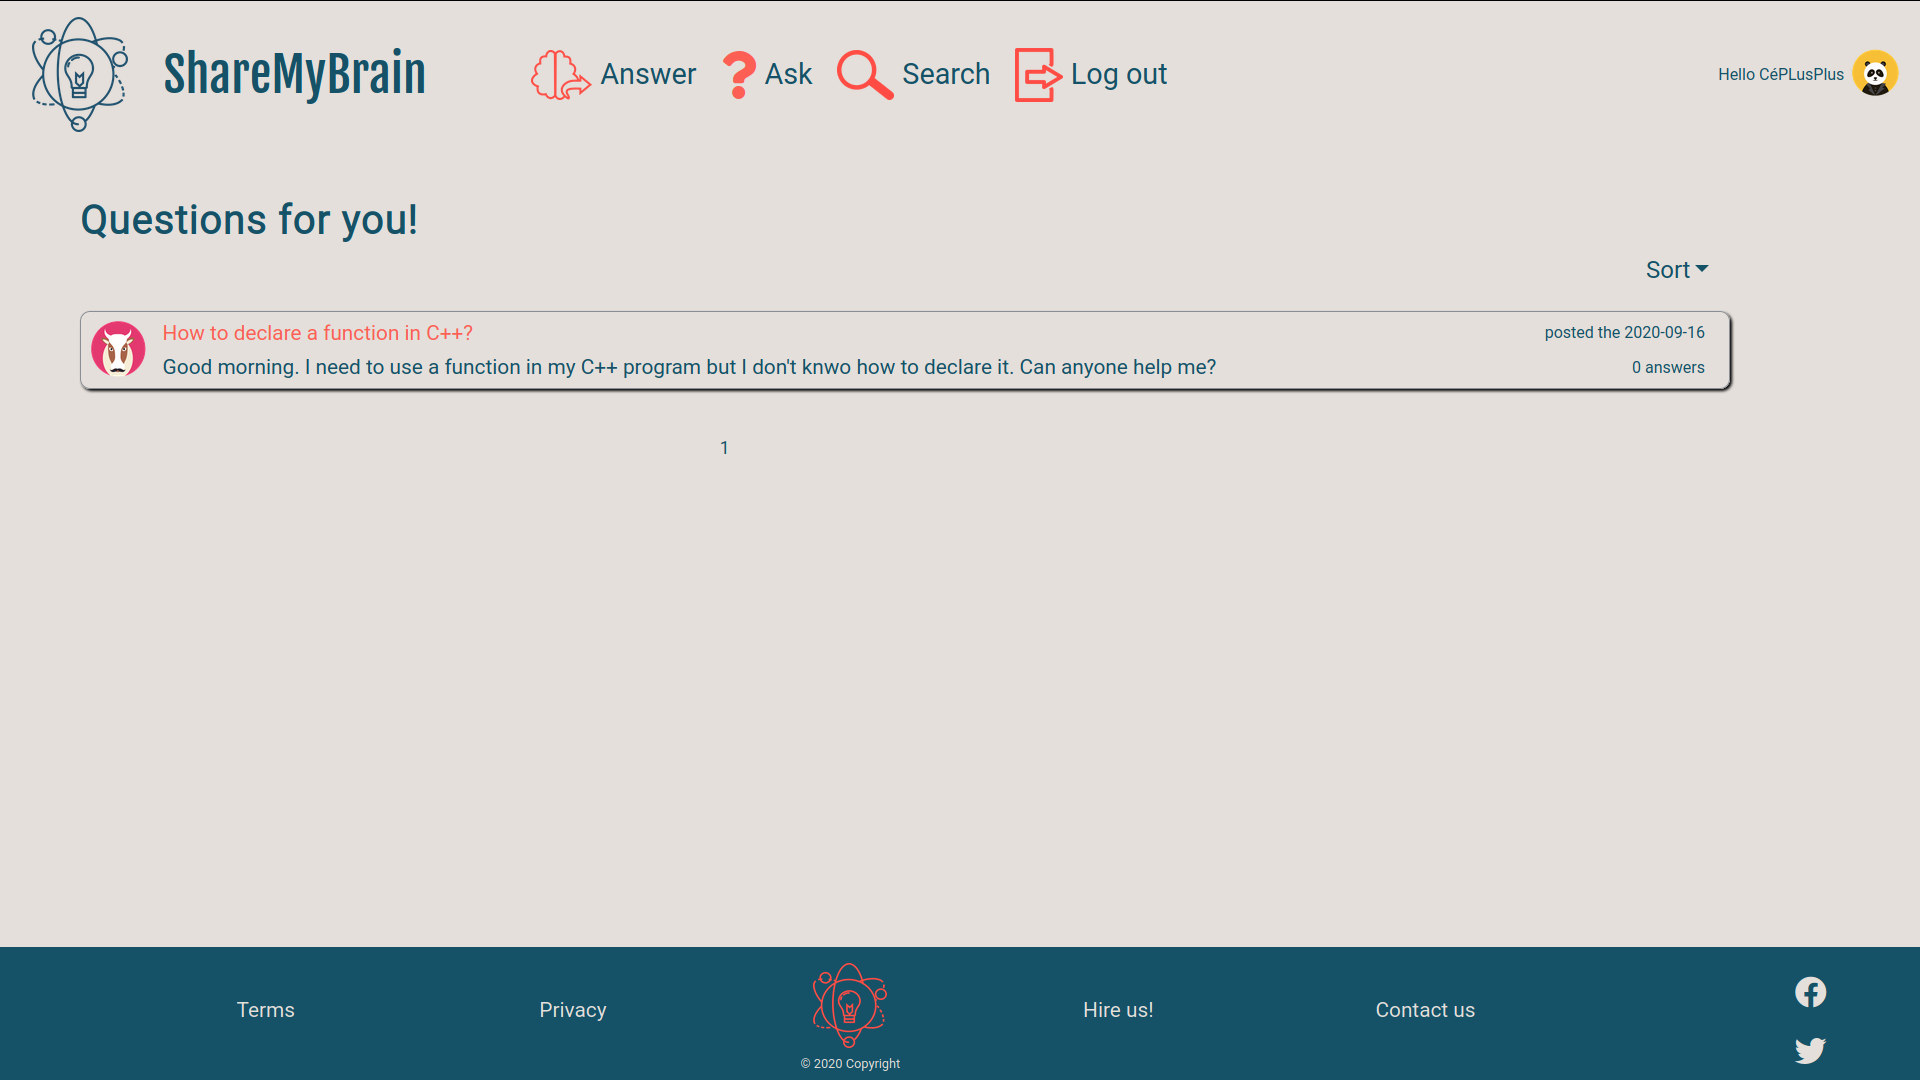 ShareMyBrain
Answer
Ask
Search
Log out
Hello CéPLusPlus
Questions for you!
Sort
How to declare a function in C++?
posted the 2020-09-16
Good morning. I need to use a function in my C++ program but I don't knwo how to declare it. Can anyone help me?
0 answers
1
Terms
Privacy
© 2020 Copyright
Hire us!
Contact us